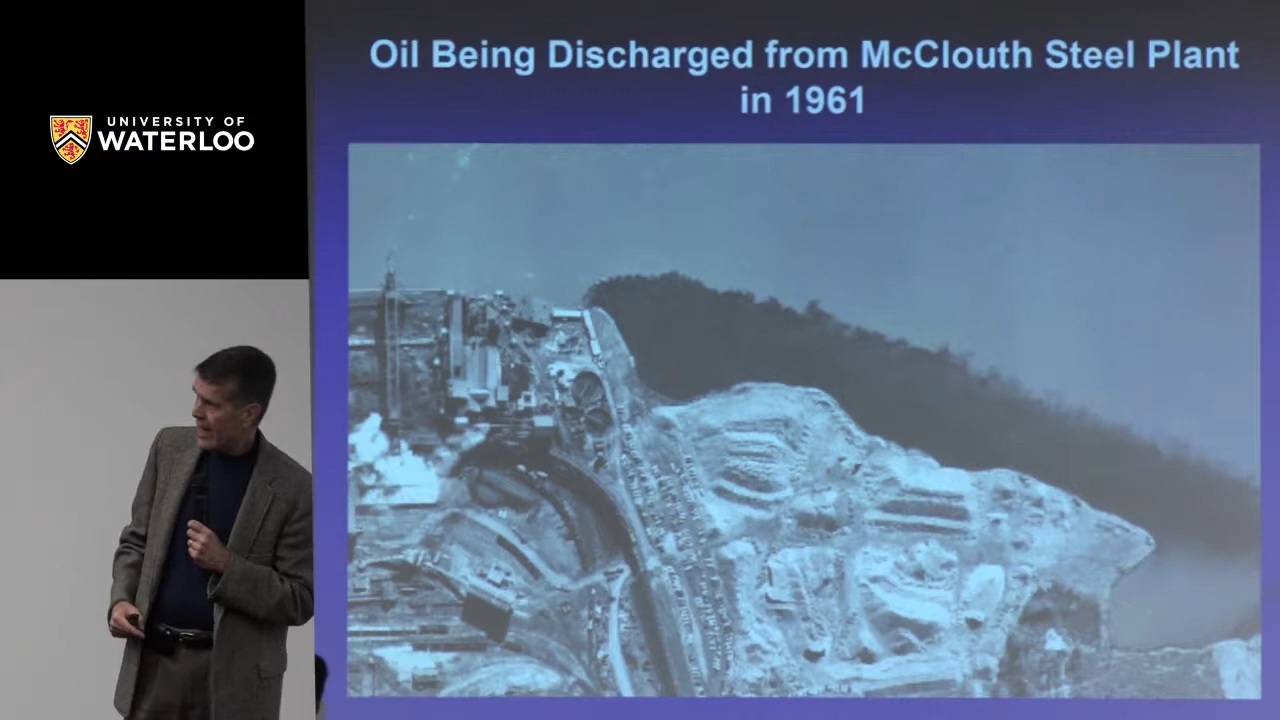 UNIVERSITY OF
WATERLOO
Oil Being Discharged from McClouth Steel Plant
in 1961